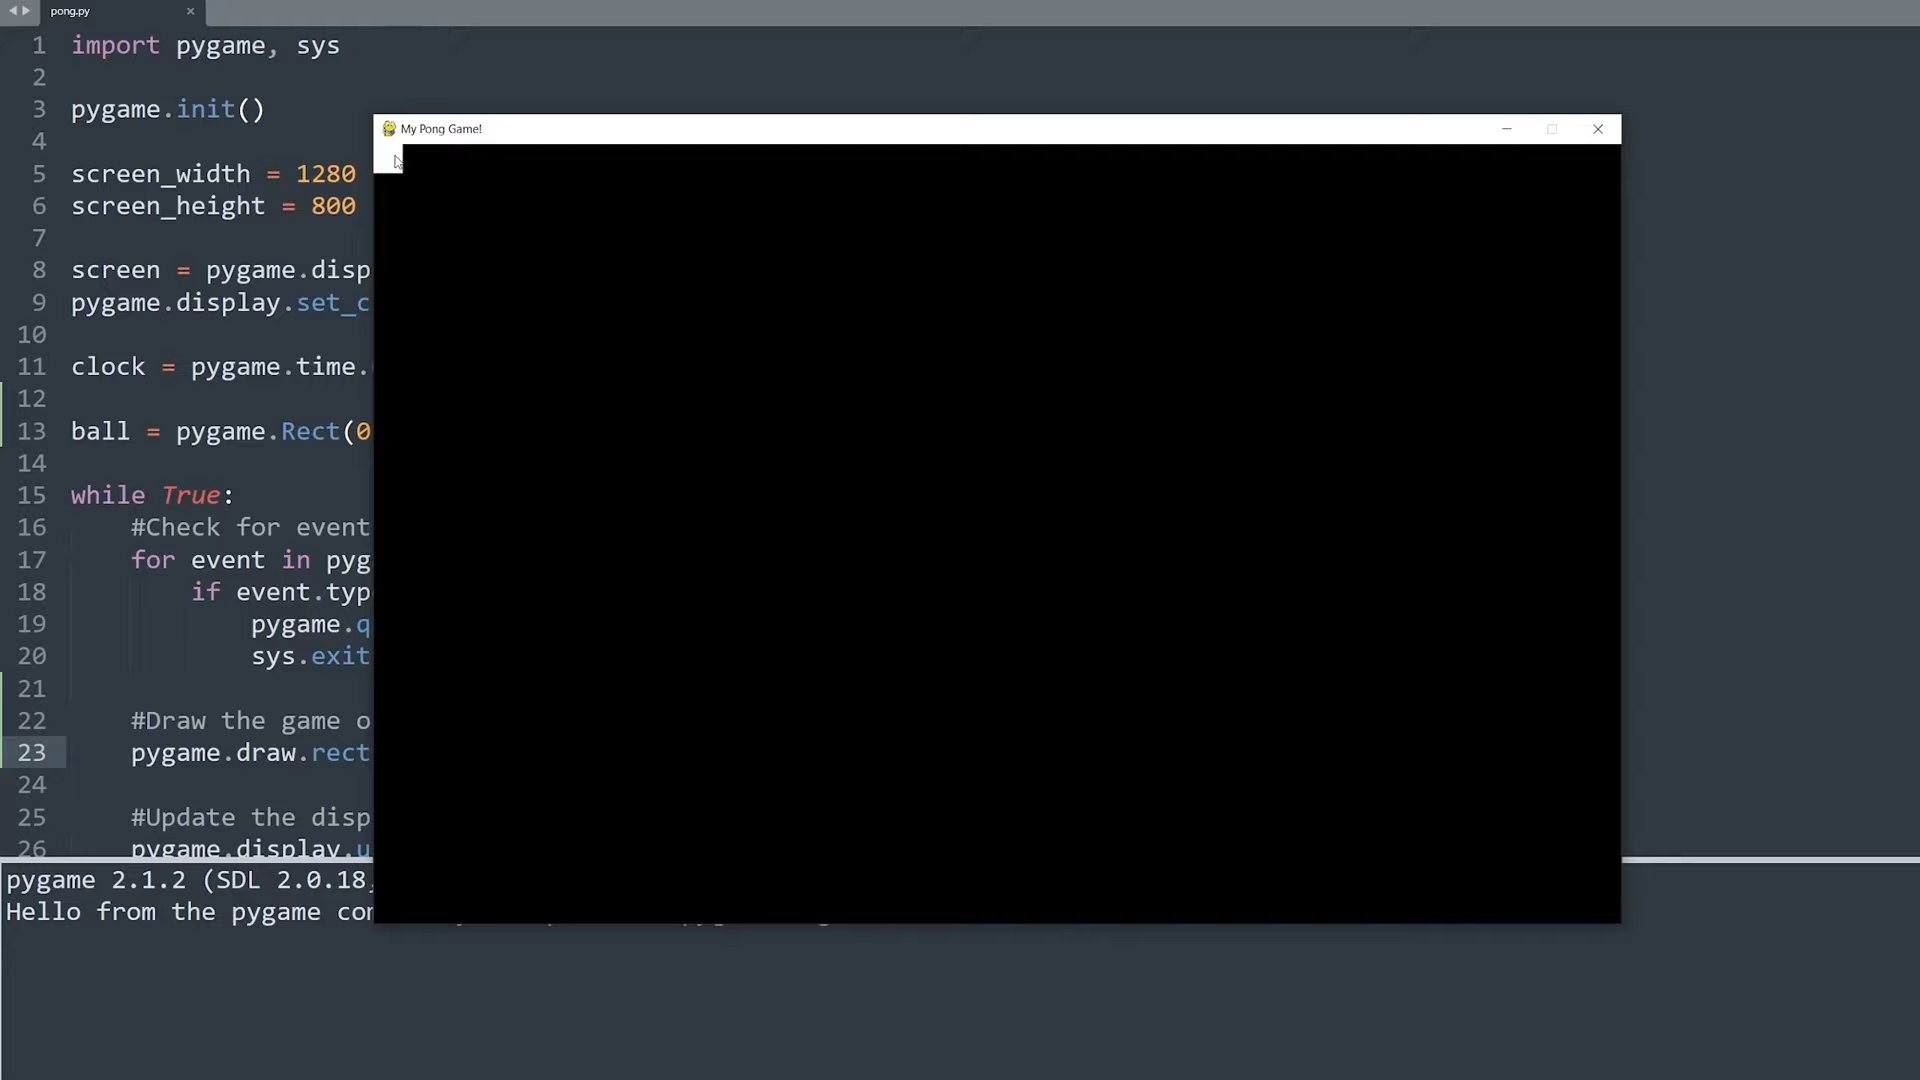 pong.py
1 import pygame, sys
2
3 pygame.init()
4
5 screen_width = 1280
6 screen_height = 800
7
8 screen = pygame.disp
9 pygame.display.set_c
10
11 clock = pygame.time.
12
13 ball = pygame.Rect(0
14
15 while True:
16 #Check for event
17 for event in pyg
18 if event.typ
19 pygame.q
20 sys.exit
21
22 #Draw the game o
23 pygame.draw.rect
24
25 #Update the disp
26 pygame.display.u
My Pong Game!
pygame 2.1.2 (SDL 2.0.18,
Hello from the pygame con